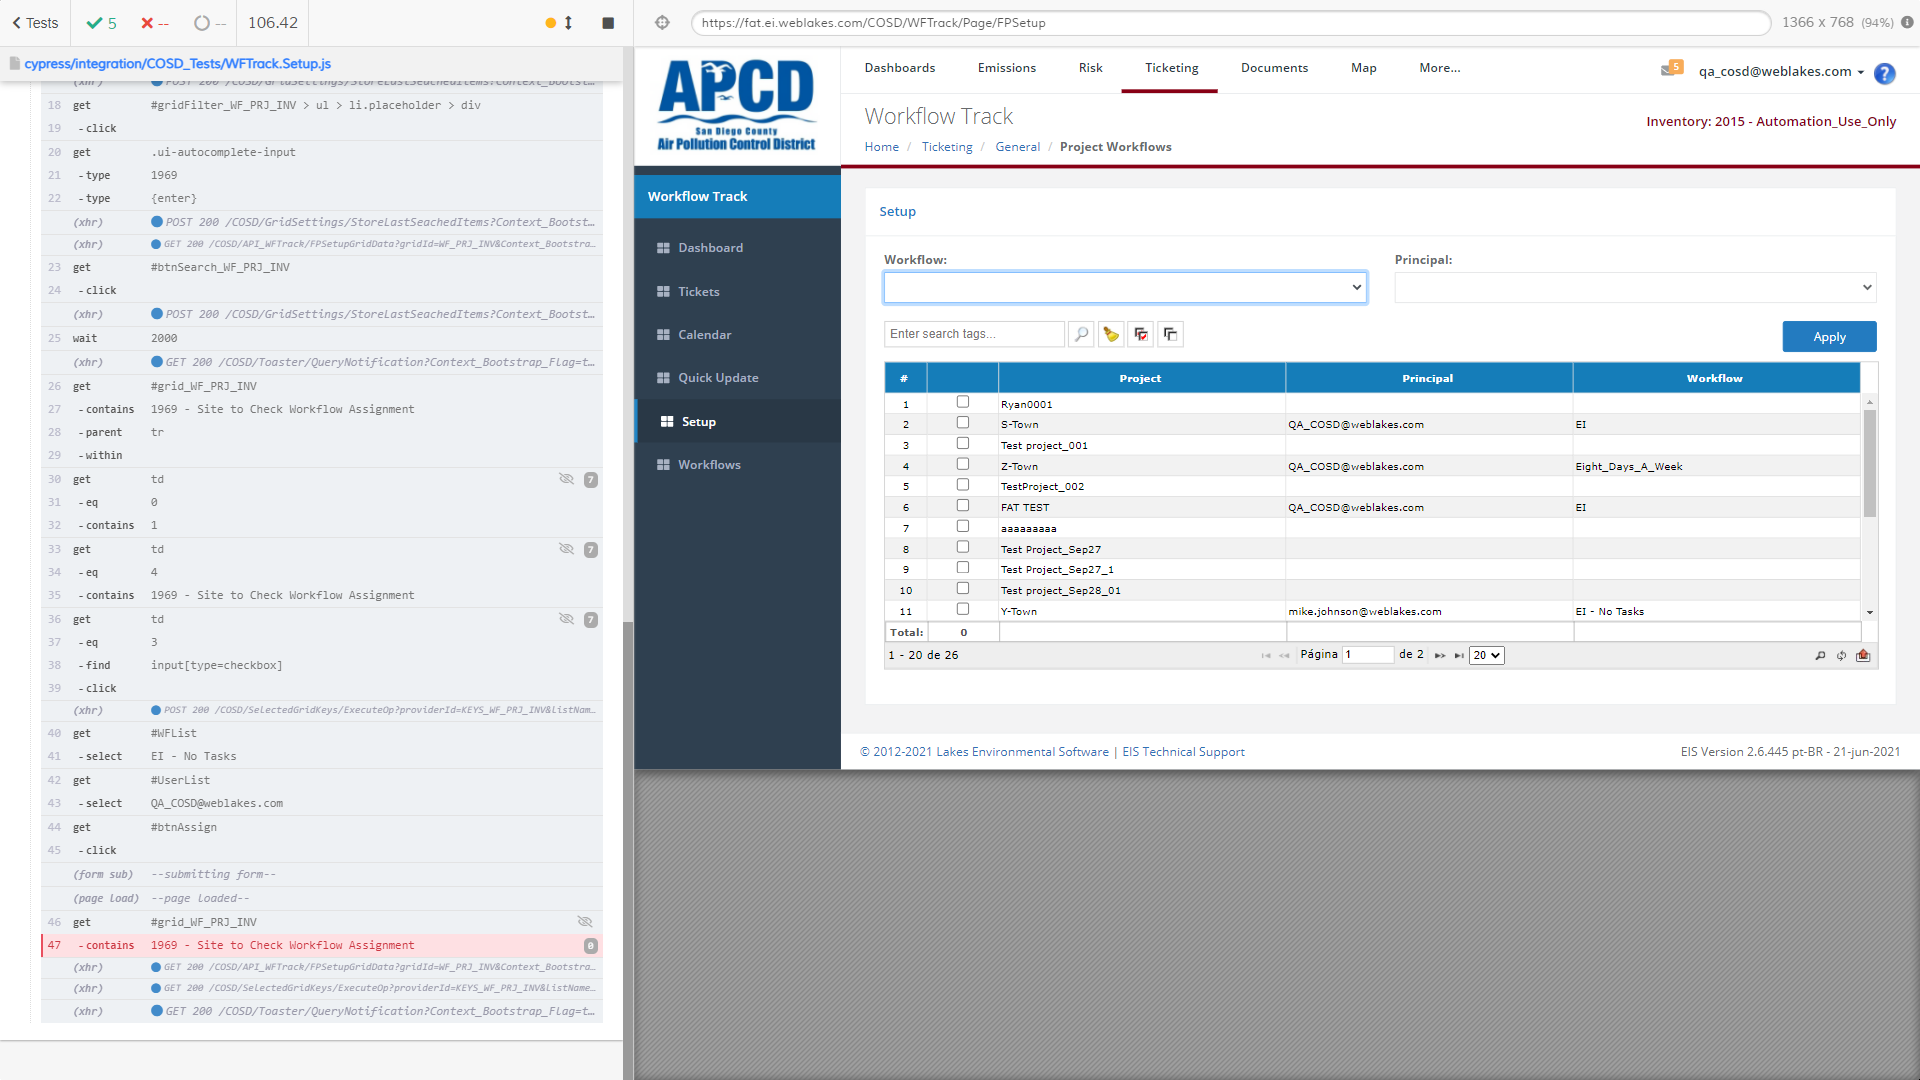 Tests
5
--
--
106.42
cypress/integration/COSD_Tests/WFTrack.Setup.js
(xhr) POST 200 /COSD/GridSettings/StoreLastSeachedItems?Context_Bootst...
18 get #gridFilter_WF_PRJ_INV > ul > li.placeholder > div
19 -click
20 get .ui-autocomplete-input
21 -type 1969
22 -type {enter}
(xhr) POST 200 /COSD/GridSettings/StoreLastSeachedItems?Context_Bootst...
(xhr) GET 200 /COSD/API_WFTrack/FPSetupGridData?gridId=WF_PRJ_INV&Context_Bootstra...
23 get #btnSearch_WF_PRJ_INV
24 -click
(xhr) POST 200 /COSD/GridSettings/StoreLastSeachedItems?Context_Bootst...
25 wait 2000
(xhr) GET 200 /COSD/Toaster/QueryNotification?Context_Bootstrap_Flag=t...
26 get #grid_WF_PRJ_INV
27 -contains 1969 - Site to Check Workflow Assignment
28 -parent tr
29 -within
30 get td 7
31 -eq 0
32 -contains 1
33 get td 7
34 -eq 4
35 -contains 1969 - Site to Check Workflow Assignment
36 get td 7
37 -eq 3
38 -find input[type=checkbox]
39 -click
(xhr) POST 200 /COSD/SelectedGridKeys/ExecuteOp?providerId=KEYS_WF_PRJ_INV&listNam...
40 get #WFList
41 -select EI - No Tasks
42 get #UserList
43 -select QA_COSD@weblakes.com
44 get #btnAssign
45 -click
(form sub) --submitting form--
(page load) --page loaded--
46 get #grid_WF_PRJ_INV
47 -contains 1969 - Site to Check Workflow Assignment 0
(xhr) GET 200 /COSD/API_WFTrack/FPSetupGridData?gridId=WF_PRJ_INV&Context_Bootstra...
(xhr) GET 200 /COSD/SelectedGridKeys/ExecuteOp?providerId=KEYS_WF_PRJ_INV&listName...
(xhr) GET 200 /COSD/Toaster/QueryNotification?Context_Bootstrap_Flag=t...
https://fat.ei.weblakes.com/COSD/WFTrack/Page/FPSetup
1366 x 768 (94%)
APCD
San Diego County
Air Pollution Control District
Dashboards Emissions Risk Ticketing Documents Map More...
5
qa_cosd@weblakes.com
?
Workflow Track
Inventory: 2015 - Automation_Use_Only
Home / Ticketing / General / Project Workflows
Workflow Track
Dashboard
Tickets
Calendar
Quick Update
Setup
Workflows
Setup
Workflow:
Principal:
Enter search tags...
Apply
# Project Principal Workflow
1 Ryan0001
2 S-Town QA_COSD@weblakes.com EI
3 Test project_001
4 Z-Town QA_COSD@weblakes.com Eight_Days_A_Week
5 TestProject_002
6 FAT TEST QA_COSD@weblakes.com EI
7 aaaaaaaaa
8 Test Project_Sep27
9 Test Project_Sep27_1
10 Test project_Sep28_01
11 Y-Town mike.johnson@weblakes.com EI - No Tasks
Total: 0
1 - 20 de 26
Página 1 de 2
20
© 2012-2021 Lakes Environmental Software | EIS Technical Support
EIS Version 2.6.445 pt-BR - 21-jun-2021